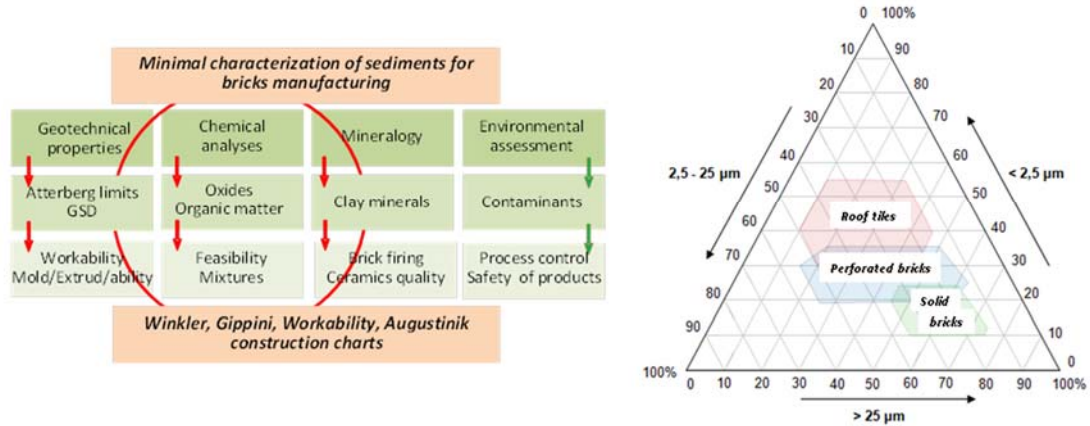 Minimal characterization of sediments for
bricks manufacturing
Geotechnical
properties
Chemical
analyses
Mineralogy
Environmental
assessment
Atterberg limits
GSD
Oxides
Organic matter
Clay minerals
Contaminants
Workability
Mold/Extrud/ability
Feasibility
Mixtures
Brick firing
Ceramics quality
Process control
Safety of products
Winkler, Gippini, Workability, Augustinik
construction charts
0 100%
10 90
20 80
30 70
40 60
50 50
60 40
70 30
80 20
90 10
100% 0
2,5 - 25 µm
< 2,5 µm
Roof tiles
Perforated bricks
Solid
bricks
0 10 20 30 40 50 60 70 80 90 100%
> 25 µm